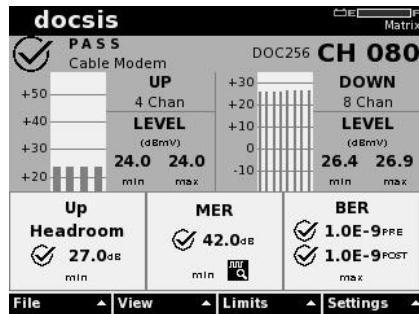 docsis
E F
Matrix
PASS
Cable Modem
DOC256 CH 080
UP
4 Chan
LEVEL
(dBmV)
24.0 24.0
min max
+50
+40
+30
+20
DOWN
8 Chan
LEVEL
(dBmV)
26.4 26.9
min max
+30
+20
+10
0
-10
Up
Headroom
27.0dB
min
MER
42.0dB
min
BER
1.0E-9PRE
1.0E-9POST
max
File View Limits Settings